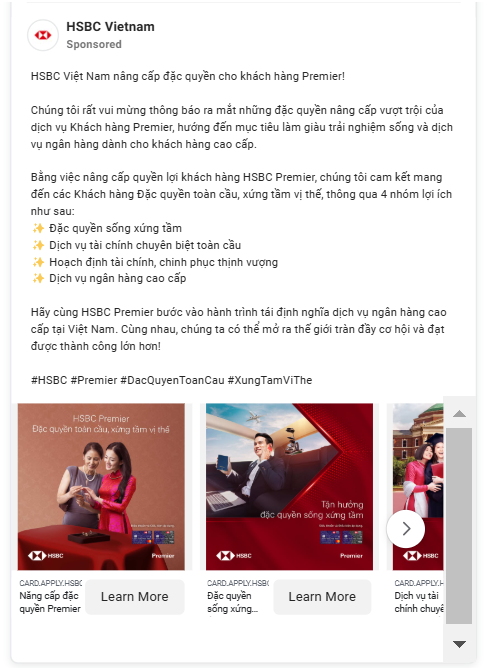 HSBC Vietnam
Sponsored
HSBC Việt Nam nâng cấp đặc quyền cho khách hàng Premier!
Chúng tôi rất vui mừng thông báo ra mắt những đặc quyền nâng cấp vượt trội của
dịch vụ Khách hàng Premier, hướng đến mục tiêu làm giàu trải nghiệm sống và dịch
vụ ngân hàng dành cho khách hàng cao cấp.
Bằng việc nâng cấp quyền lợi khách hàng HSBC Premier, chúng tôi cam kết mang
đến các Khách hàng Đặc quyền toàn cầu, xứng tầm vị thế, thông qua 4 nhóm lợi ích
như sau:
✨ Đặc quyền sống xứng tầm
✨ Dịch vụ tài chính chuyên biệt toàn cầu
✨ Hoạch định tài chính, chinh phục thịnh vượng
✨ Dịch vụ ngân hàng cao cấp
Hãy cùng HSBC Premier bước vào hành trình tái định nghĩa dịch vụ ngân hàng cao
cấp tại Việt Nam. Cùng nhau, chúng ta có thể mở ra thế giới tràn đầy cơ hội và đạt
được thành công lớn hơn!
#HSBC #Premier #DacQuyenToanCau #XungTamViThe
HSBC Premier
Đặc quyền toàn cầu, xứng tầm vị thế
HSBC
Premier
Tận hưởng
đặc quyền sống xứng tầm
HSBC
Premier
HSBC
CARD.APPLY.HSBC
Nâng cấp đặc
quyền Premier
Learn More
CARD.APPLY.HSBC
Đặc quyền
sống xứng...
Learn More
CARD.APPLY.H
Dịch vụ tài
chính chuyê